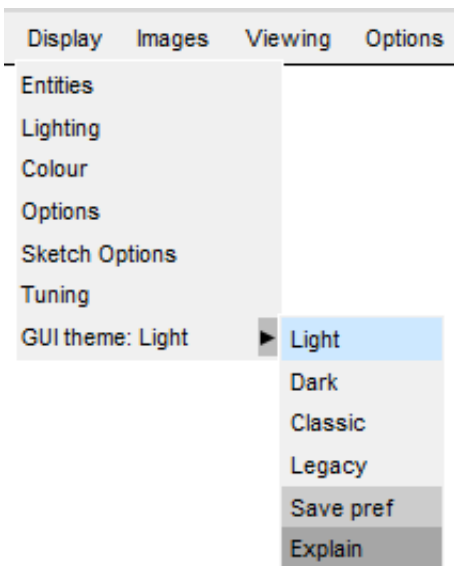 Display Images Viewing Options
Entities
Lighting
Colour
Options
Sketch Options
Tuning
GUI theme: Light
Light
Dark
Classic
Legacy
Save pref
Explain